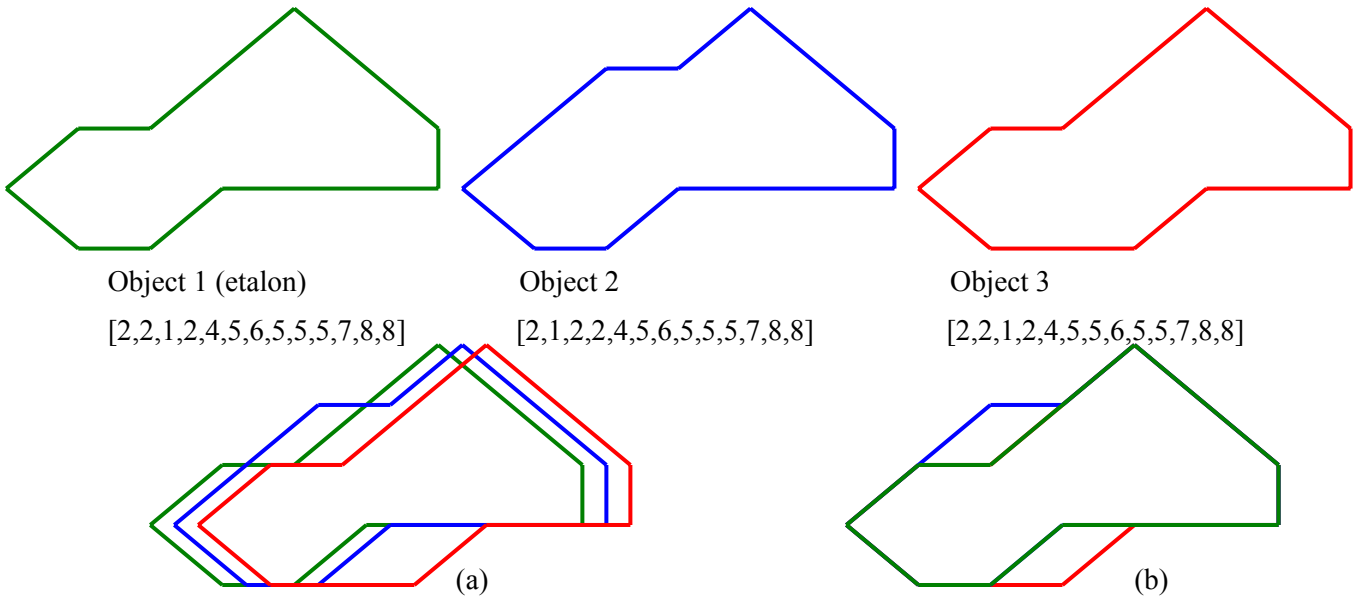 Object 1 (etalon)
Object 2
Object 3
[2,2,1,2,4,5,6,5,5,5,7,8,8]
[2,1,2,2,4,5,6,5,5,5,7,8,8]
[2,2,1,2,4,5,5,6,5,5,7,8,8]
(a)
(b)